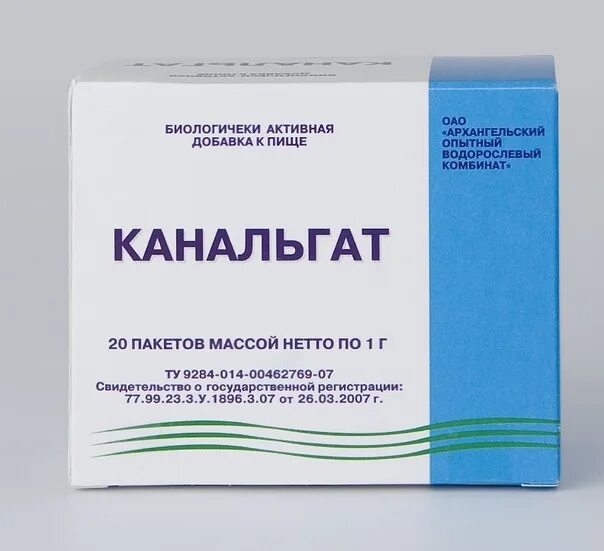 КАНАЛЬГАТ
БИОЛОГИЧЕКИ АКТИВНАЯ
ДОБАВКА К ПИЩЕ
КАНАЛЬГАТ
20 ПАКЕТОВ МАССОЙ НЕТТО ПО 1 Г
ТУ 9284-014-00462769-07
Свидетельство о государственной регистрации:
77.99.23.3.У.1896.3.07 от 26.03.2007 г.
ОАО
«АРХАНГЕЛЬСКИЙ
ОПЫТНЫЙ
ВОДОРОСЛЕВЫЙ
КОМБИНАТ»